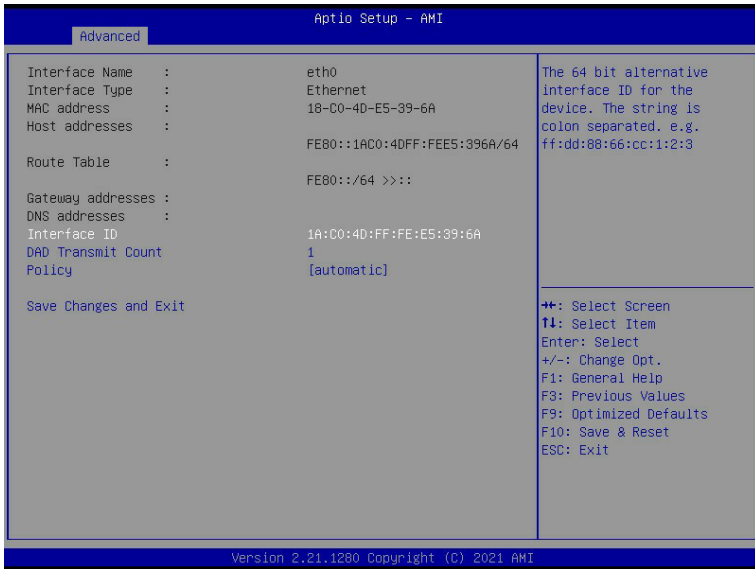 Aptio Setup - AMI
Advanced
Interface Name : eth0
Interface Type : Ethernet
MAC address : 18-C0-4D-E5-39-6A
Host addresses :
FE80::1AC0:4DFF:FEE5:396A/64
Route Table :
FE80::/64 >>::
Gateway addresses :
DNS addresses :
Interface ID 1A:C0:4D:FF:FE:E5:39:6A
DAD Transmit Count 1
Policy [automatic]
Save Changes and Exit
The 64 bit alternative
interface ID for the
device. The string is
colon separated. e.g.
ff:dd:88:66:cc:1:2:3
→←: Select Screen
↑↓: Select Item
Enter: Select
+/-: Change Opt.
F1: General Help
F3: Previous Values
F9: Optimized Defaults
F10: Save & Reset
ESC: Exit
Version 2.21.1280 Copyright (C) 2021 AMI